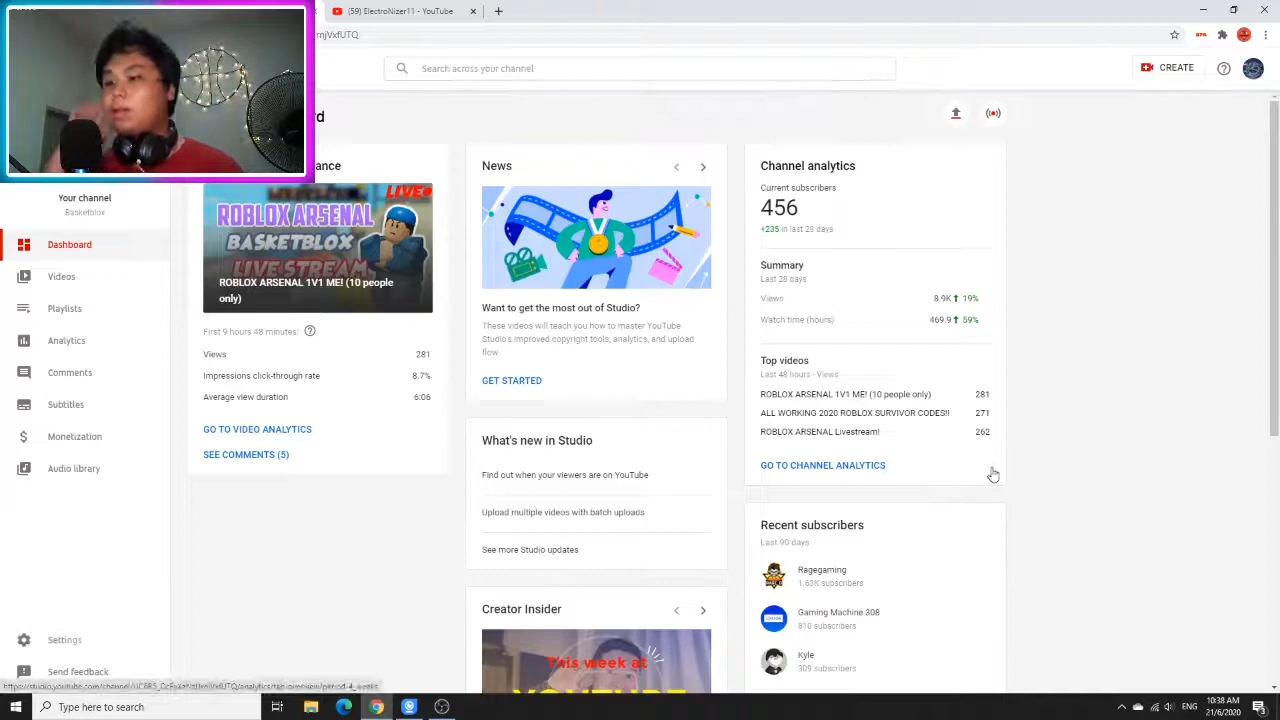 (5) ElectroNizer11 - YouTube
rnjVxfUTQ
Search across your channel
CREATE
rd
ance
News
Channel analytics
Current subscribers
456
+235 in last 28 days
Your channel
Basketblox
Dashboard
Videos
Playlists
Analytics
Comments
Subtitles
Monetization
Audio library
Settings
Send feedback
LIVE
ROBLOX ARSENAL
BASKETBLOX
LIVE STREAM
ROBLOX ARSENAL 1V1 ME! (10 people
only)
First 9 hours 48 minutes:
Views 281
Impressions click-through rate 8.7%
Average view duration 6:06
GO TO VIDEO ANALYTICS
SEE COMMENTS (5)
Want to get the most out of Studio?
These videos will teach you how to master YouTube
Studio's improved copyright tools, analytics, and upload
flow.
GET STARTED
What's new in Studio
Find out when your viewers are on YouTube
Upload multiple videos with batch uploads
See more Studio updates
Creator Insider
This week at
Summary
Last 28 days
Views 8.9K 19%
Watch time (hours) 469.9 59%
Top videos
Last 48 hours · Views
ROBLOX ARSENAL 1V1 ME! (10 people only) 281
ALL WORKING 2020 ROBLOX SURVIVOR CODES!! 271
ROBLOX ARSENAL Livestream! 262
GO TO CHANNEL ANALYTICS
Recent subscribers
Last 90 days
Ragegaming
1.63K subscribers
Gaming Machine 308
810 subscribers
Kyle
309 subscribers
Type here to search
10:38 AM
21/6/2020